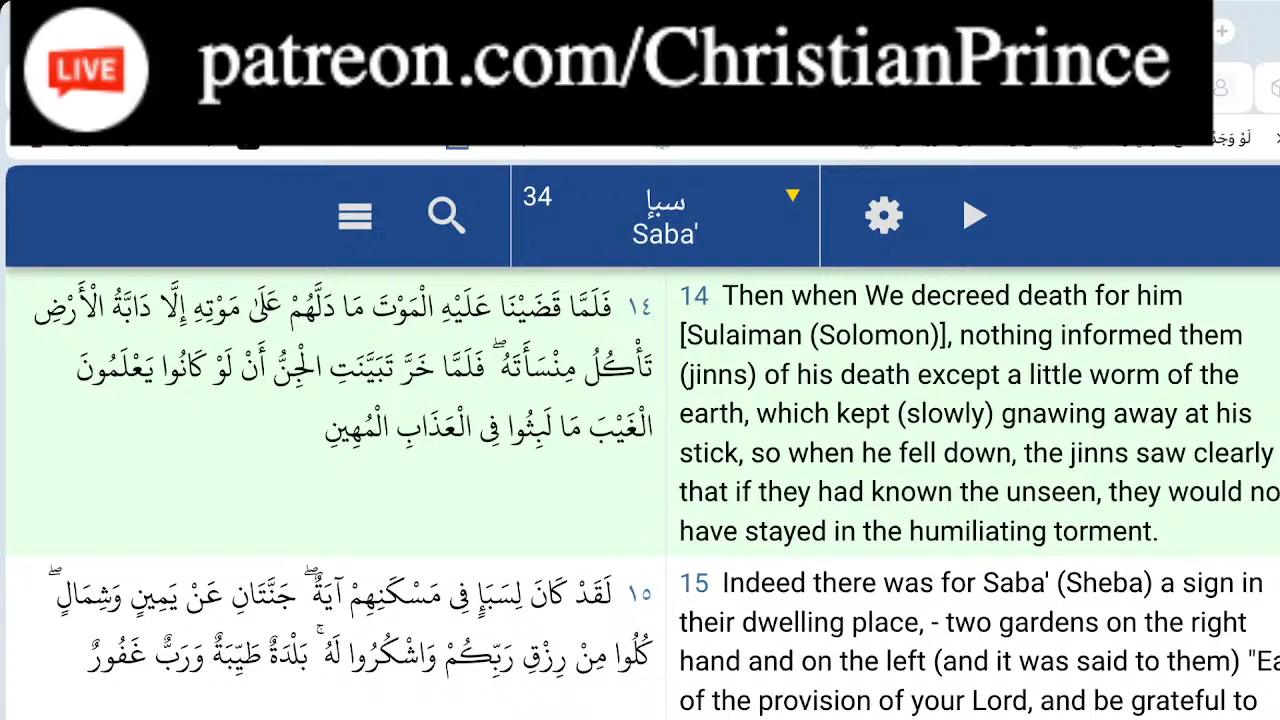 LIVE
patreon.com/ChristianPrince
34
سبإ
Saba'
١٤ فَلَمَّا قَضَيْنَا عَلَيْهِ الْمَوْتَ مَا دَلَّهُمْ عَلَىٰ مَوْتِهِ إِلَّا دَابَّةُ الْأَرْضِ
تَأْكُلُ مِنْسَأَتَهُ ۖ فَلَمَّا خَرَّ تَبَيَّنَتِ الْجِنُّ أَنْ لَوْ كَانُوا يَعْلَمُونَ
الْغَيْبَ مَا لَبِثُوا فِي الْعَذَابِ الْمُهِينِ
14 Then when We decreed death for him
[Sulaiman (Solomon)], nothing informed them
(jinns) of his death except a little worm of the
earth, which kept (slowly) gnawing away at his
stick, so when he fell down, the jinns saw clearly
that if they had known the unseen, they would no
have stayed in the humiliating torment.
١٥ لَقَدْ كَانَ لِسَبَإٍ فِي مَسْكَنِهِمْ آيَةٌ ۖ جَنَّتَانِ عَنْ يَمِينٍ وَشِمَالٍ ۖ
كُلُوا مِنْ رِزْقِ رَبِّكُمْ وَاشْكُرُوا لَهُ ۚ بَلْدَةٌ طَيِّبَةٌ وَرَبٌّ غَفُورٌ
15 Indeed there was for Saba' (Sheba) a sign in
their dwelling place, - two gardens on the right
hand and on the left (and it was said to them) "Ea
of the provision of your Lord, and be grateful to